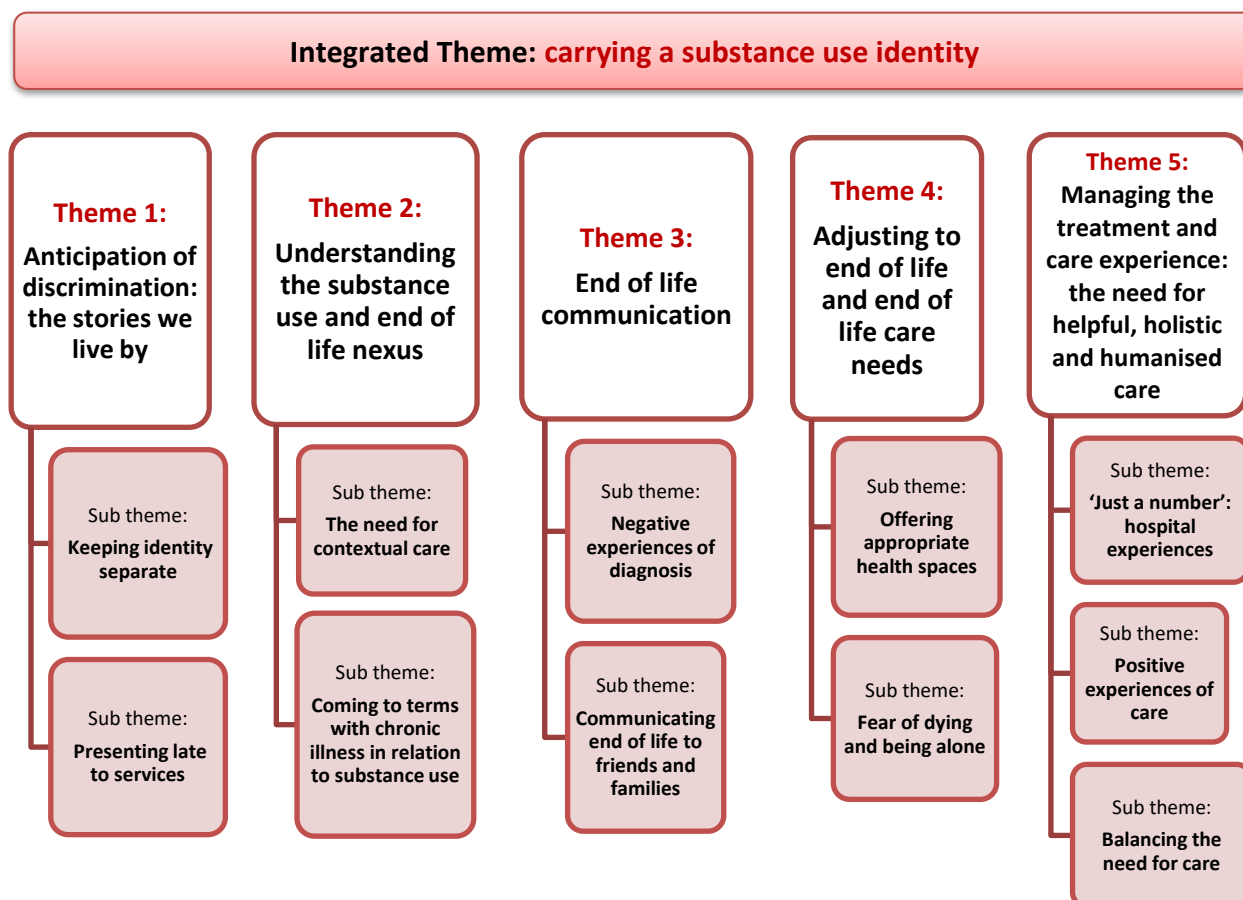 Integrated Theme: carrying a substance use identity
Theme 1:
Anticipation of
discrimination:
the stories we
live by
Sub theme:
Keeping identity
separate
Sub theme:
Presenting late
to services
Theme 2:
Understanding
the substance
use and end of
life nexus
Sub theme:
The need for
contextual care
Sub theme:
Coming to terms
with chronic
illness in relation
to substance use
Theme 3:
End of life
communication
Sub theme:
Negative
experiences of
diagnosis
Sub theme:
Communicating
end of life to
friends and
families
Theme 4:
Adjusting to
end of life
and end of
life care
needs
Sub theme:
Offering
appropriate
health spaces
Sub theme:
Fear of dying
and being alone
Theme 5:
Managing the
treatment and
care experience:
the need for
helpful, holistic
and humanised
care
Sub theme:
‘Just a number’:
hospital
experiences
Sub theme:
Positive
experiences of
care
Sub theme:
Balancing the
need for care